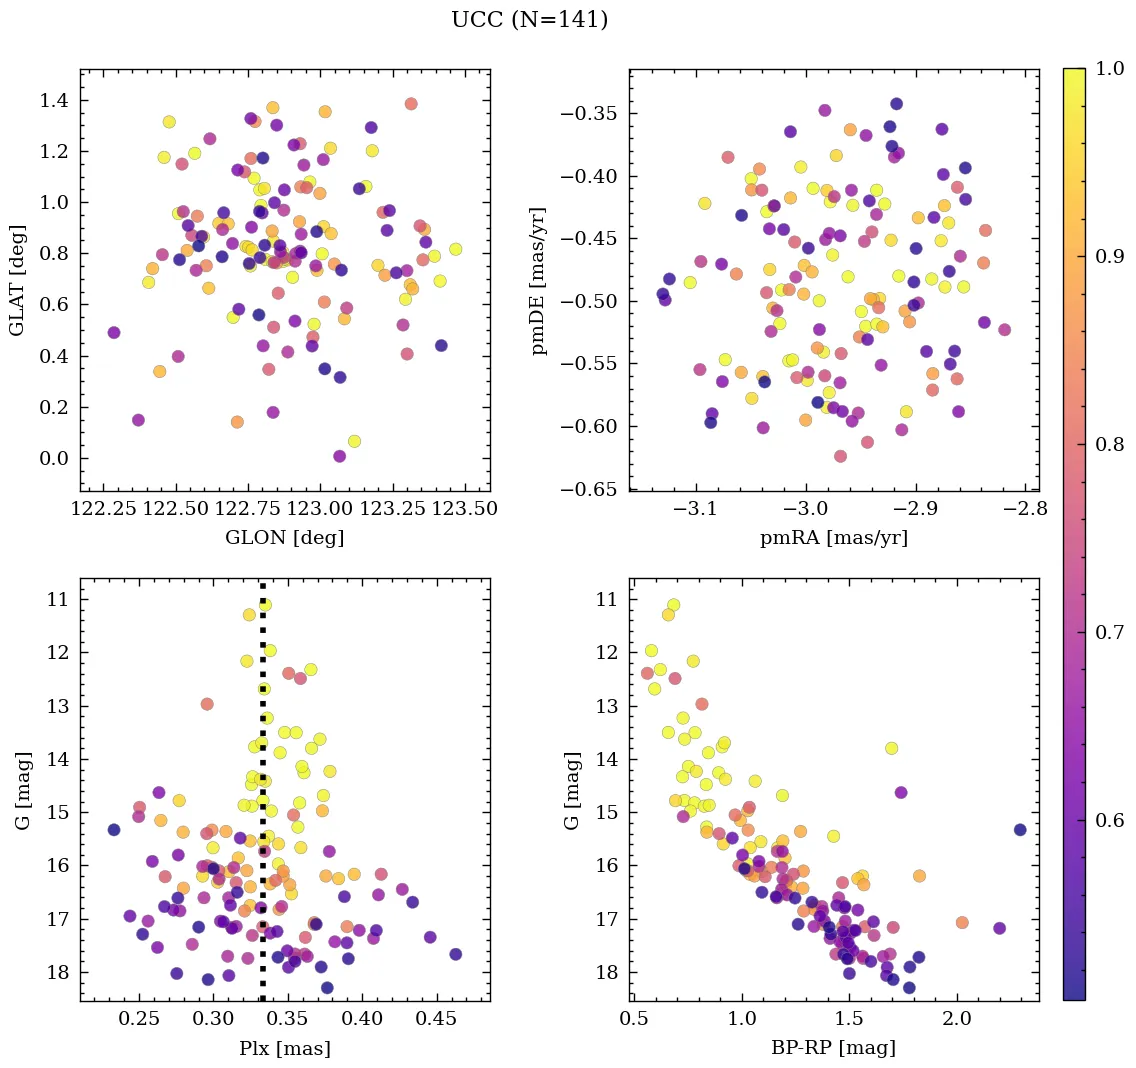 UCC (N=141)
1.4
1.2
1.0
0.8
0.6
0.4
0.2
0.0
GLAT [deg]
122.25 122.50 122.75 123.00 123.25 123.50
GLON [deg]
−0.35
−0.40
−0.45
−0.50
−0.55
−0.60
−0.65
pmDE [mas/yr]
−3.1 −3.0 −2.9 −2.8
pmRA [mas/yr]
1.0
0.9
0.8
0.7
0.6
11
12
13
14
15
16
17
18
G [mag]
0.25 0.30 0.35 0.40 0.45
Plx [mas]
11
12
13
14
15
16
17
18
G [mag]
0.5 1.0 1.5 2.0
BP-RP [mag]